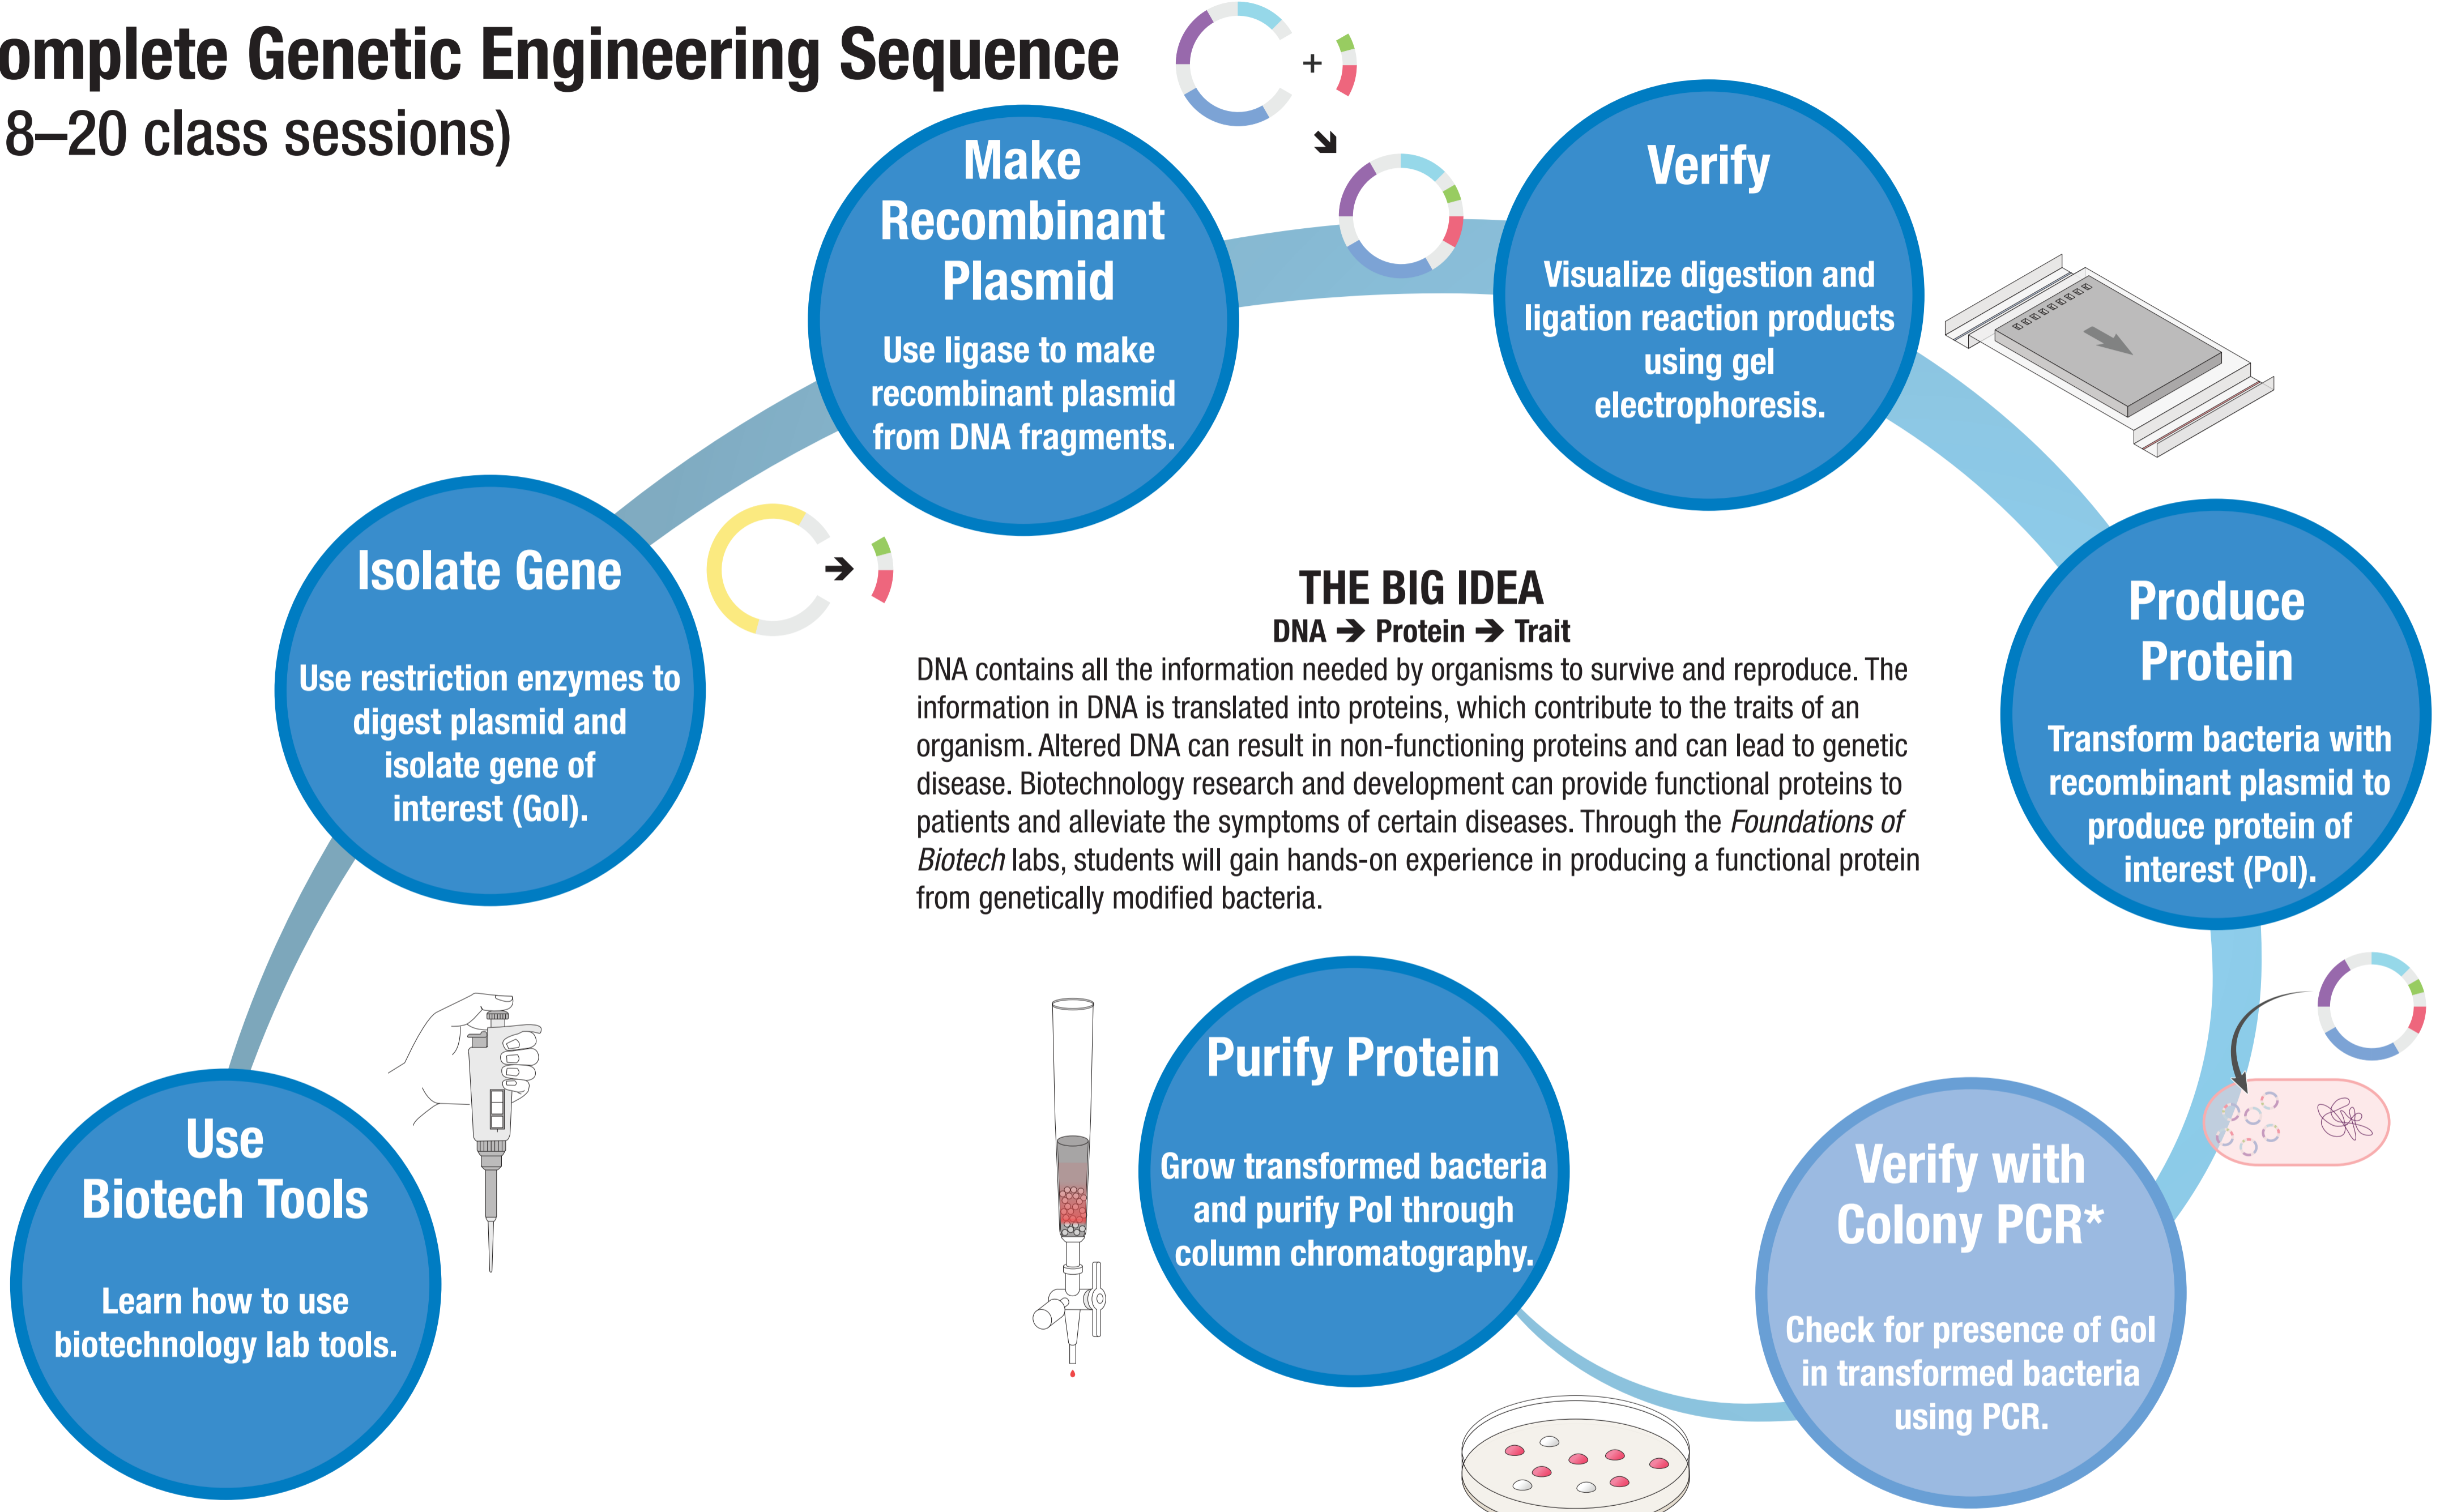 omplete Genetic Engineering Sequence
8–20 class sessions)
Use
Biotech Tools
Learn how to use
biotechnology lab tools.
Isolate Gene
Use restriction enzymes to
digest plasmid and
isolate gene of
interest (GoI).
Make
Recombinant
Plasmid
Use ligase to make
recombinant plasmid
from DNA fragments.
+
Verify
Visualize digestion and
ligation reaction products
using gel
electrophoresis.
Produce
Protein
Transform bacteria with
recombinant plasmid to
produce protein of
interest (PoI).
Verify with
Colony PCR*
Check for presence of GoI
in transformed bacteria
using PCR.
Purify Protein
Grow transformed bacteria
and purify PoI through
column chromatography.
THE BIG IDEA
DNA ➔ Protein ➔ Trait
DNA contains all the information needed by organisms to survive and reproduce. The
information in DNA is translated into proteins, which contribute to the traits of an
organism. Altered DNA can result in non-functioning proteins and can lead to genetic
disease. Biotechnology research and development can provide functional proteins to
patients and alleviate the symptoms of certain diseases. Through the Foundations of
Biotech labs, students will gain hands-on experience in producing a functional protein
from genetically modified bacteria.